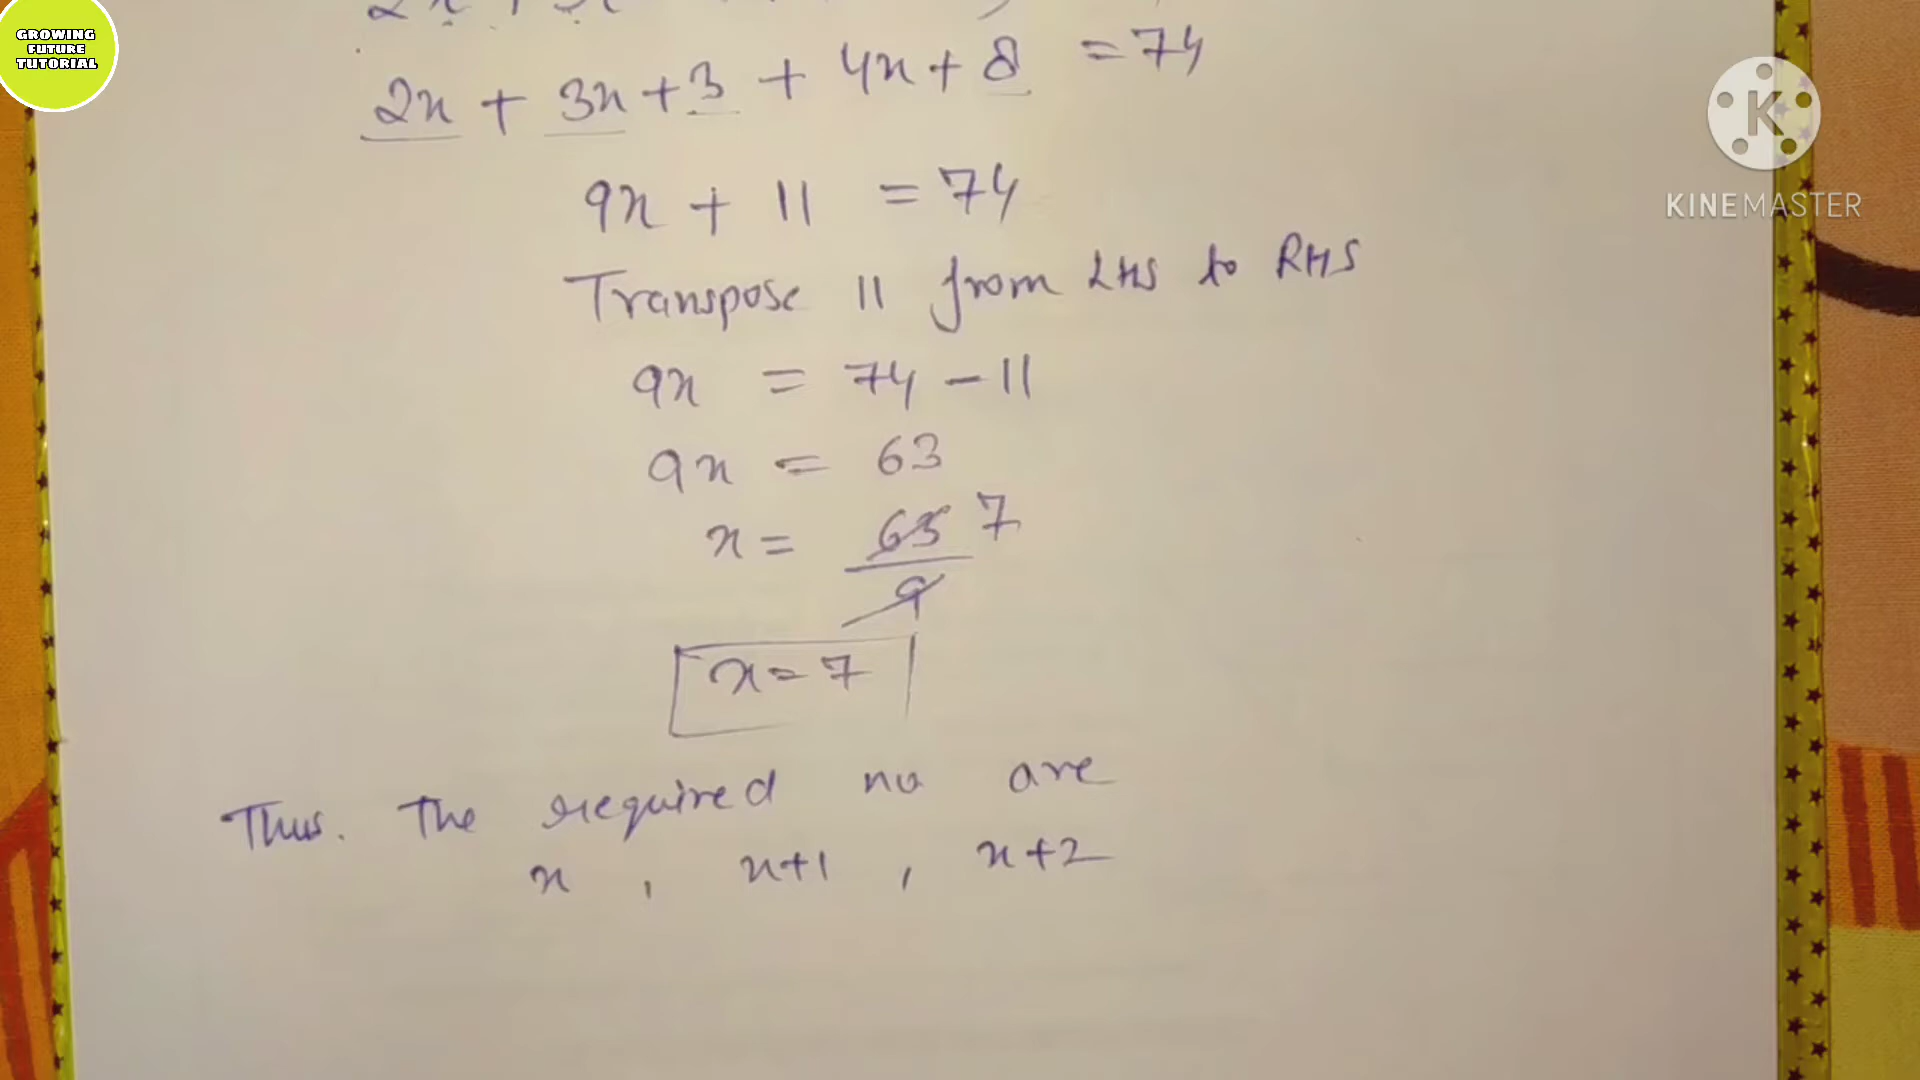 GROWING
FUTURE
TUTORIAL
2x + 3x + 3 + 4x + 8 = 74
KINEMASTER
9x + 11 = 74
Transpose 11 from LHS to RHS
9x = 74 - 11
9x = 63
x = 63/9 7
x = 7
Thus. The required no are
x , x+1 , x+2